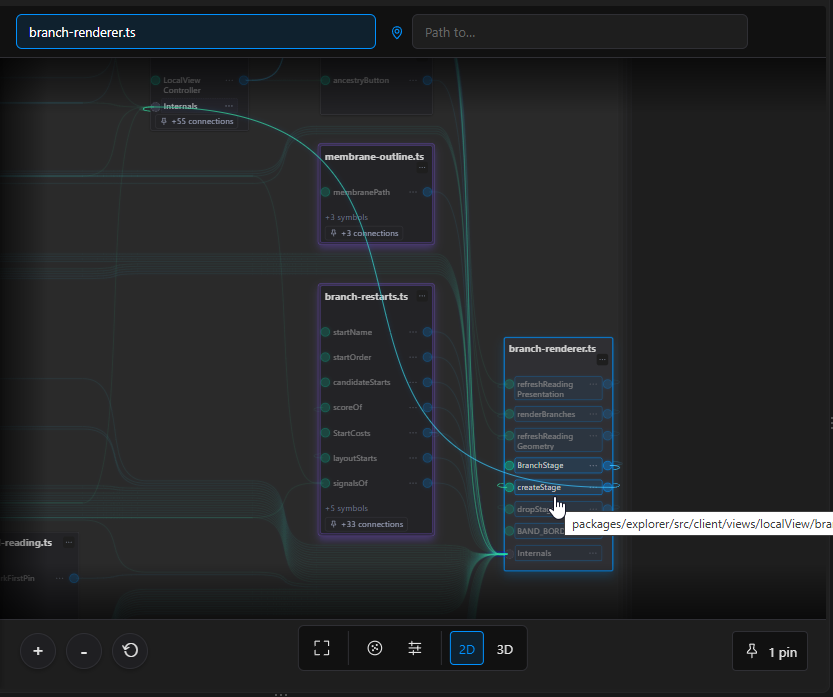 branch-renderer.ts
Path to...
LocalView
Controller
Internals
+55 connections
ancestryButton
membrane-outline.ts
membranePath
+3 symbols
+3 connections
branch-restarts.ts
startName
startOrder
candidateStarts
scoreOf
StartCosts
layoutStarts
signalsOf
+5 symbols
+33 connections
branch-renderer.ts
refreshReading
Presentation
renderBranches
refreshReading
Geometry
BranchStage
createStage
packages/explorer/src/client/views/localView/bra
Internals
-reading.ts
+
-
2D
3D
1 pin